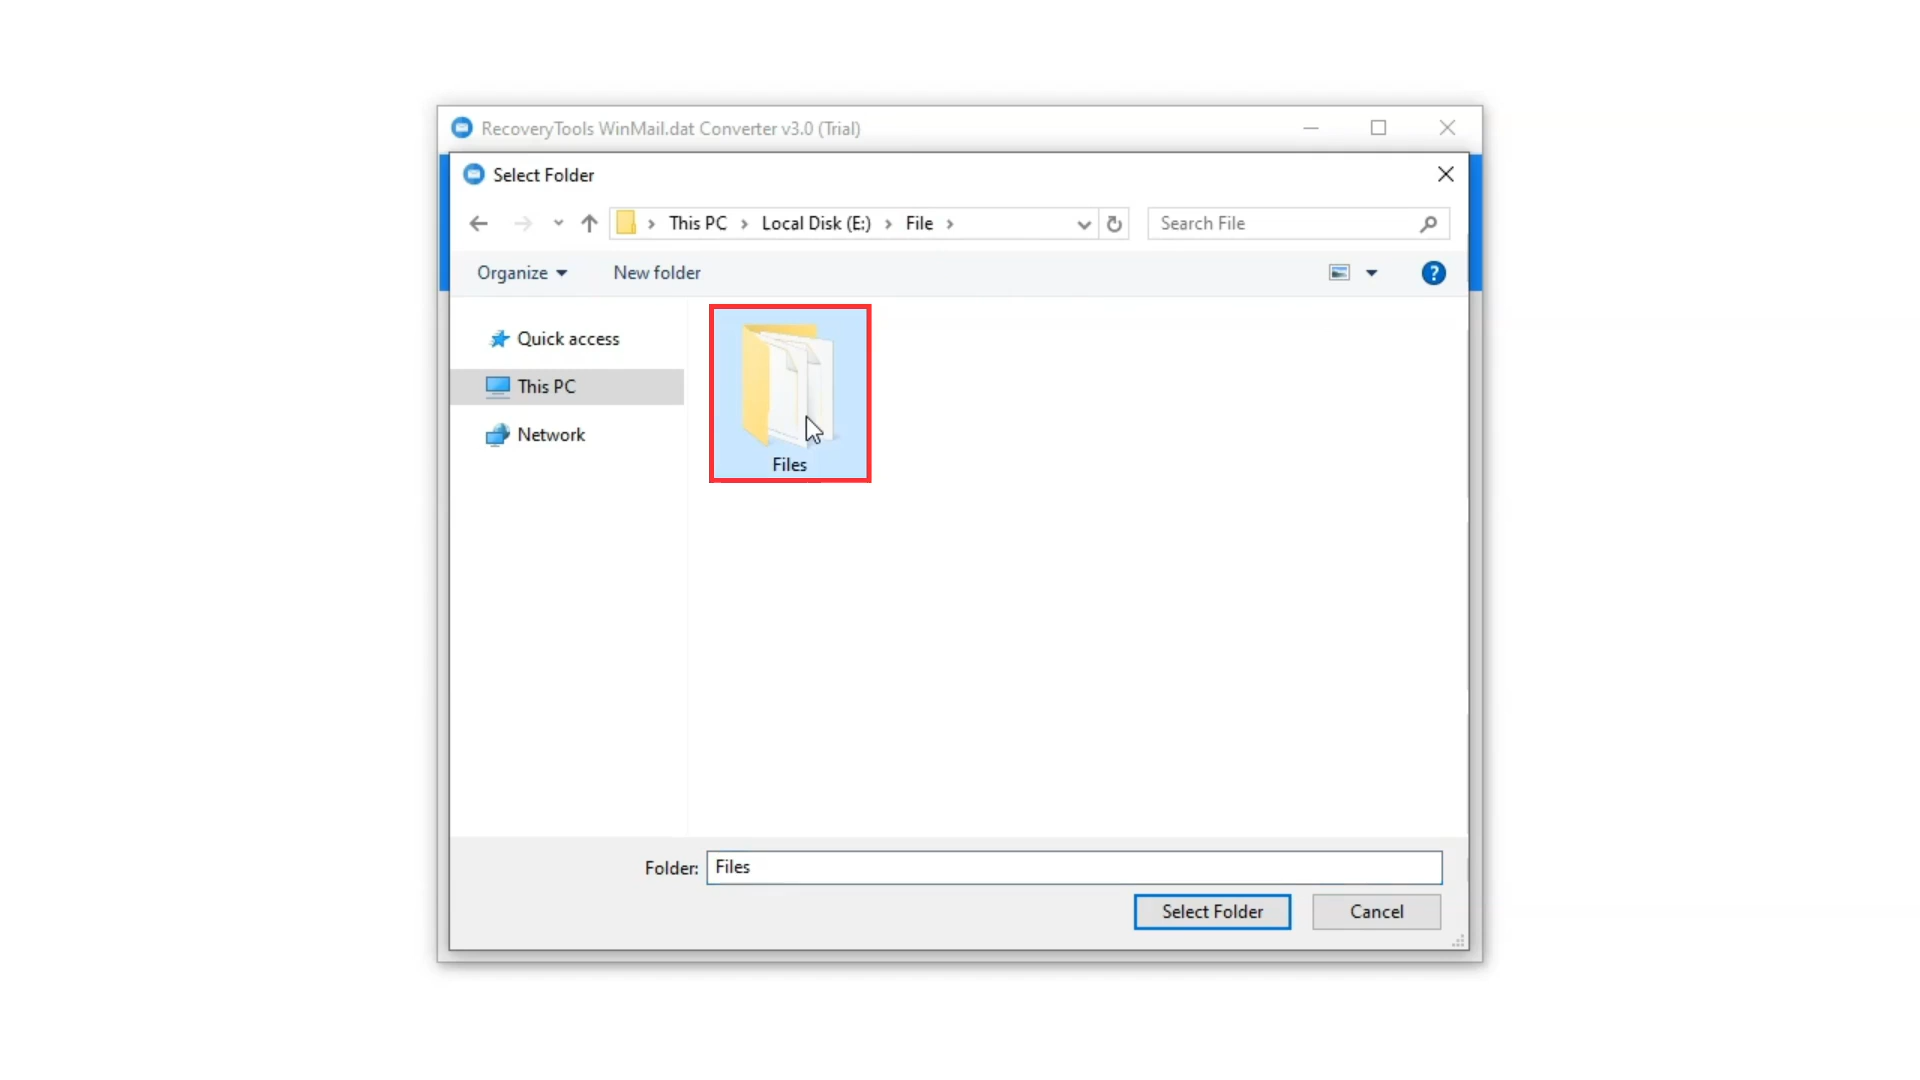 RecoveryTools WinMail.dat Converter v3.0 (Trial)
Select Folder
This PC > Local Disk (E:) > File >
Search File
Organize
New folder
?
Quick access
This PC
Network
Files
Folder: Files
Select Folder
Cancel